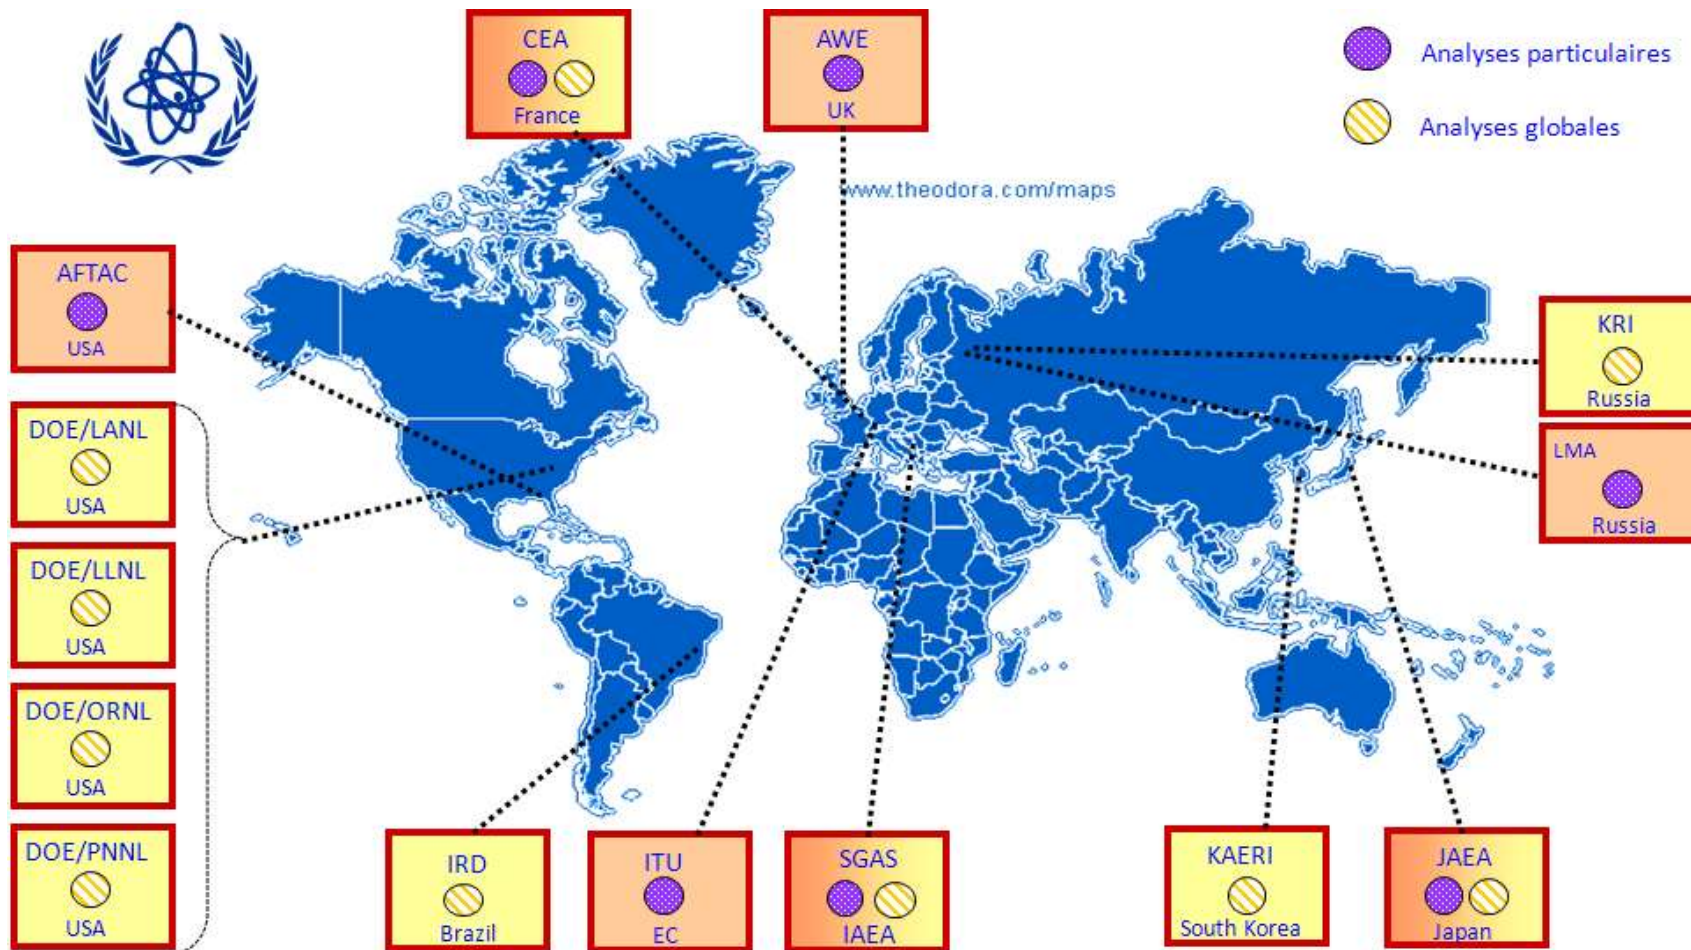 CEA
France
AWE
UK
Analyses particulaires
Analyses globales
www.theodora.com/maps
AFTAC
USA
DOE/LANL
USA
DOE/LLNL
USA
DOE/ORNL
USA
DOE/PNNL
USA
KRI
Russia
LMA
Russia
IRD
Brazil
ITU
EC
SGAS
IAEA
KAERI
South Korea
JAEA
Japan